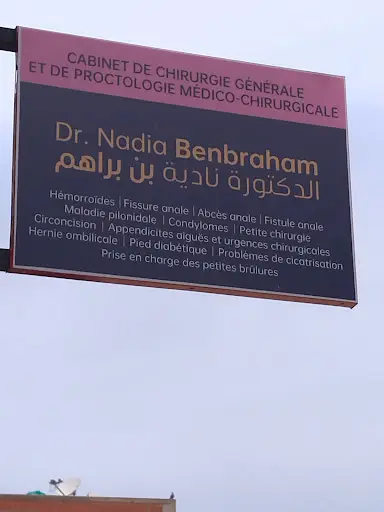 CABINET DE CHIRURGIE GÉNÉRALE
ET DE PROCTOLOGIE MÉDICO-CHIRURGICALE
Dr. Nadia Benbraham
الدكتورة نادية بن براهم
Hémorroïdes | Fissure anale | Abcès anale | Fistule anale
Maladie pilonidale | Condylomes | Petite chirurgie
Circoncision | Appendicites aiguës et urgences chirurgicales
Hernie ombilicale | Pied diabétique | Problèmes de cicatrisation
Prise en charge des petites brûlures